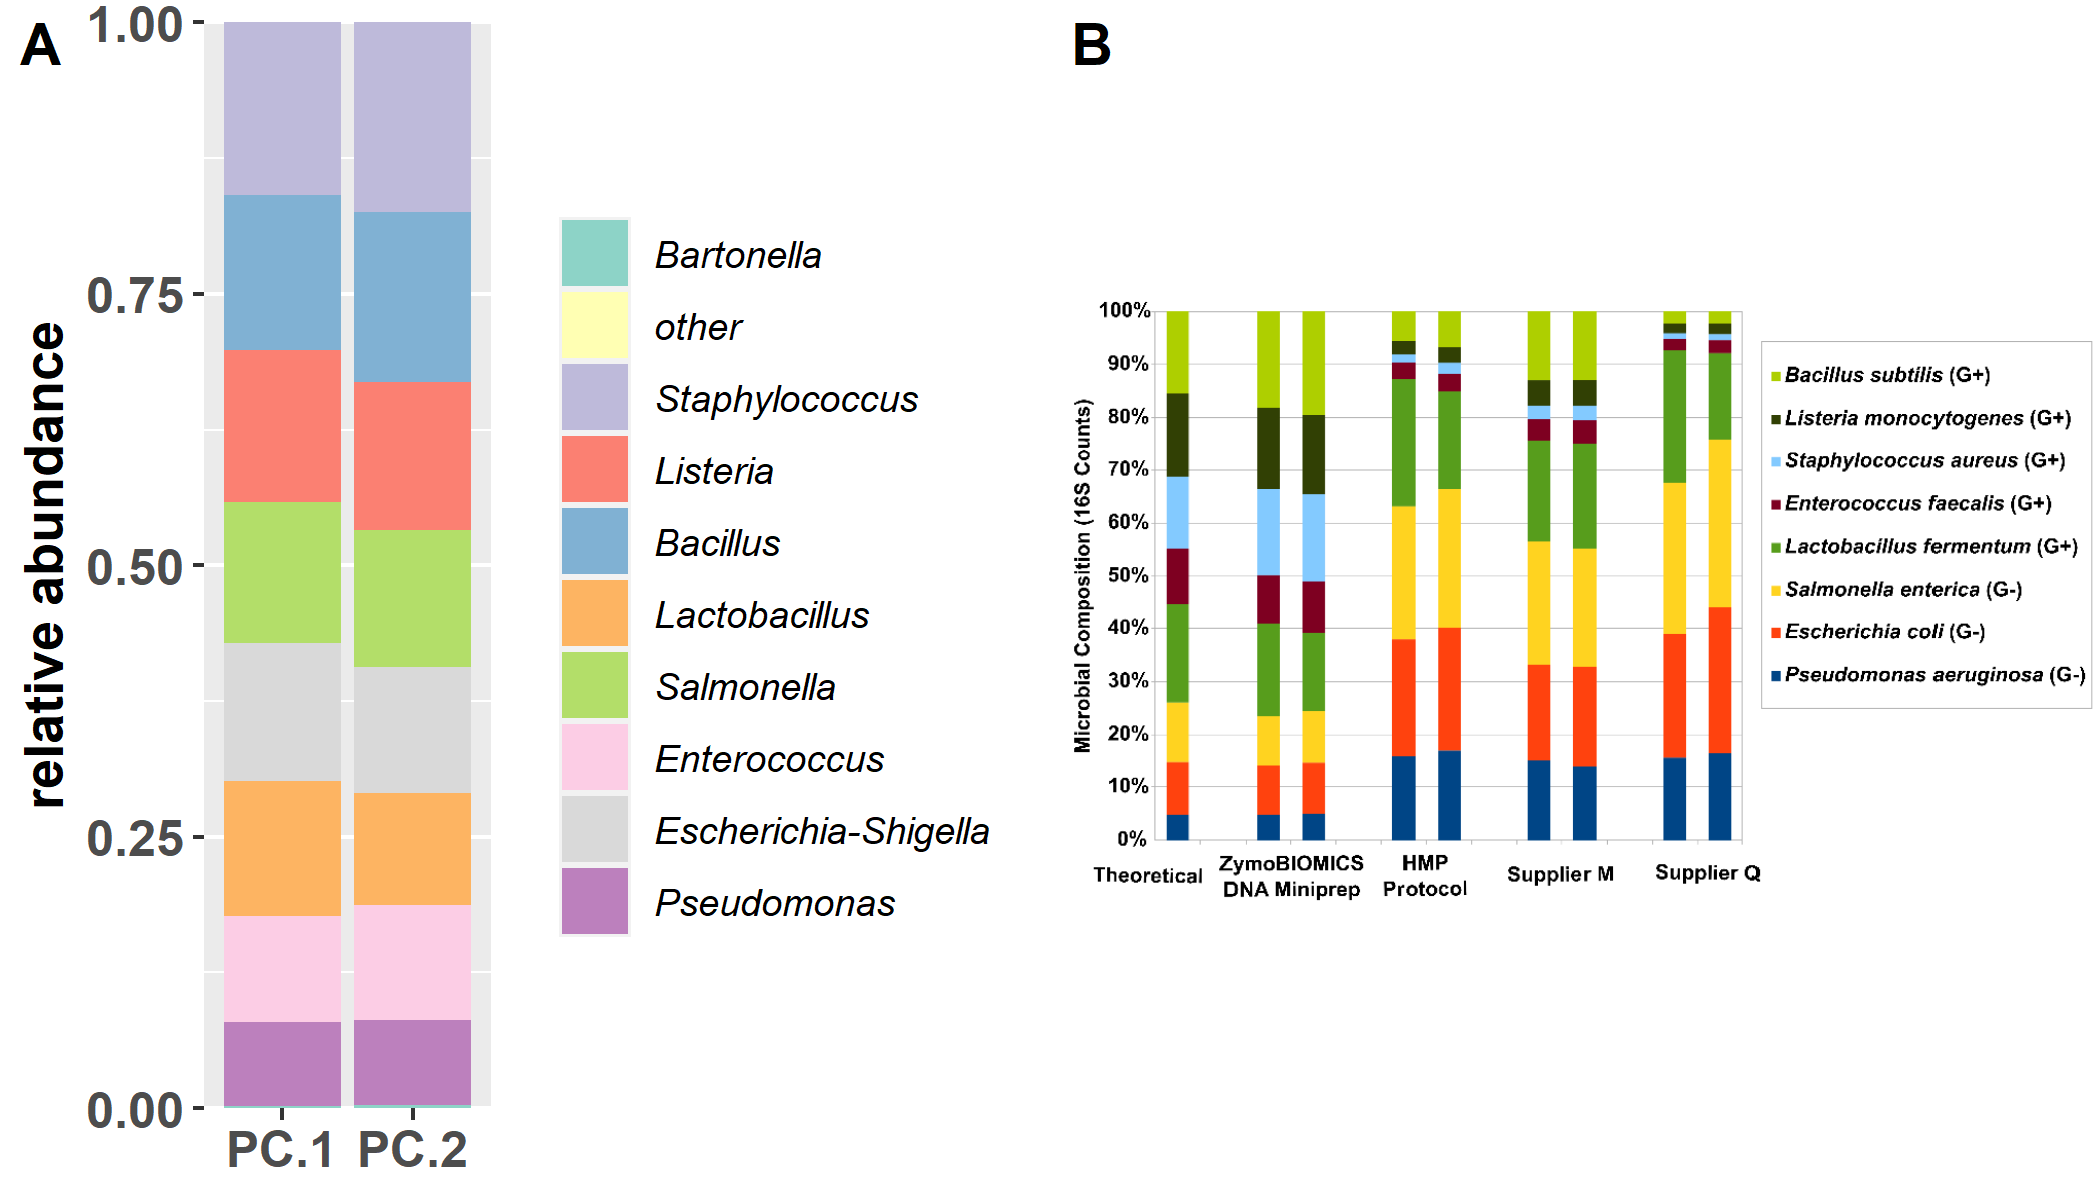 A
relative abundance
1.00
0.75
0.50
0.25
0.00
PC.1 PC.2
Bartonella
other
Staphylococcus
Listeria
Bacillus
Lactobacillus
Salmonella
Enterococcus
Escherichia-Shigella
Pseudomonas
B
Microbial Composition (16S Counts)
100%
90%
80%
70%
60%
50%
40%
30%
20%
10%
0%
Theoretical
ZymoBIOMICS
DNA Miniprep
HMP
Protocol
Supplier M
Supplier Q
Bacillus subtilis (G+)
Listeria monocytogenes (G+)
Staphylococcus aureus (G+)
Enterococcus faecalis (G+)
Lactobacillus fermentum (G+)
Salmonella enterica (G-)
Escherichia coli (G-)
Pseudomonas aeruginosa (G-)